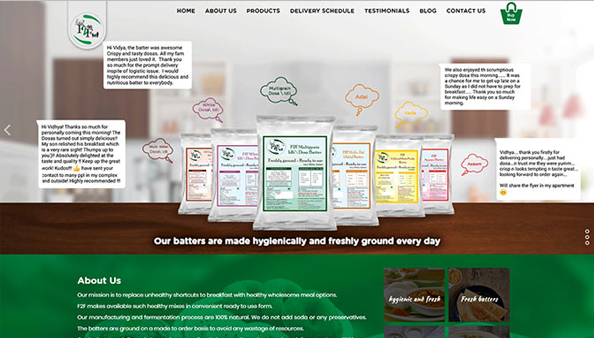 HOME ABOUT US PRODUCTS DELIVERY SCHEDULE TESTIMONIALS BLOG CONTACT US
Buy
Now
Hi Vidya, the batter was awesome
Crispy and tasty dosas. All my fam
members just loved it. Thank you
so much for the prompt delivery
inspite of logistic issue. I would
highly recommend this delicious and
nutritious batter to everybody.
We also enjoyed th scrumptious
crispy dosa this morning...... It was
a chance for me to get up late on a
Sunday as I did not have to prep
for breakfast..... Thank you so much
for making life easy on a Sunday
morning.
Multigrain
Dosa \ Idli
White
Dosa \ Idli
Adai
Hi Vidhya! Thanks so much for
personally coming this morning! The
Dosas turned out simply delicious!!
My son relished his breakfast which
is a very rare sight! Thumps up to
you)!! Absolutely delighted at the
taste and quality !! Keep up the great
work! Kudos!!! 👍 have sent your
contact to many ppl in my complex
and outside! Highly recommended !!!
Vidhya... thank you firstly for
delivering personally... just had
dosa...n trust me they were yumm...
crisp n looks tempting n taste great...
looking forward to order again...
Will share the flyer in my apartment
😊
F2F Multigrain
Idli \ Dosa Batter
Our batters are made hygienically and freshly ground every day
About Us
Our mission is to replace unhealthy shortcuts to breakfast with healthy wholesome meal options.
F2F makes available such healthy mixes in convenient ready to use form.
Our manufacturing and fermentation process are 100% natural. We do not add soda or any preservatives.
The batters are ground on a made to order basis to avoid any wastage of resources.
hygienic and fresh
Fresh batters